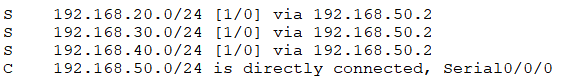 S    192.168.20.0/24 [1/0] via 192.168.50.2
S    192.168.30.0/24 [1/0] via 192.168.50.2
S    192.168.40.0/24 [1/0] via 192.168.50.2
C    192.168.50.0/24 is directly connected, Serial0/0/0